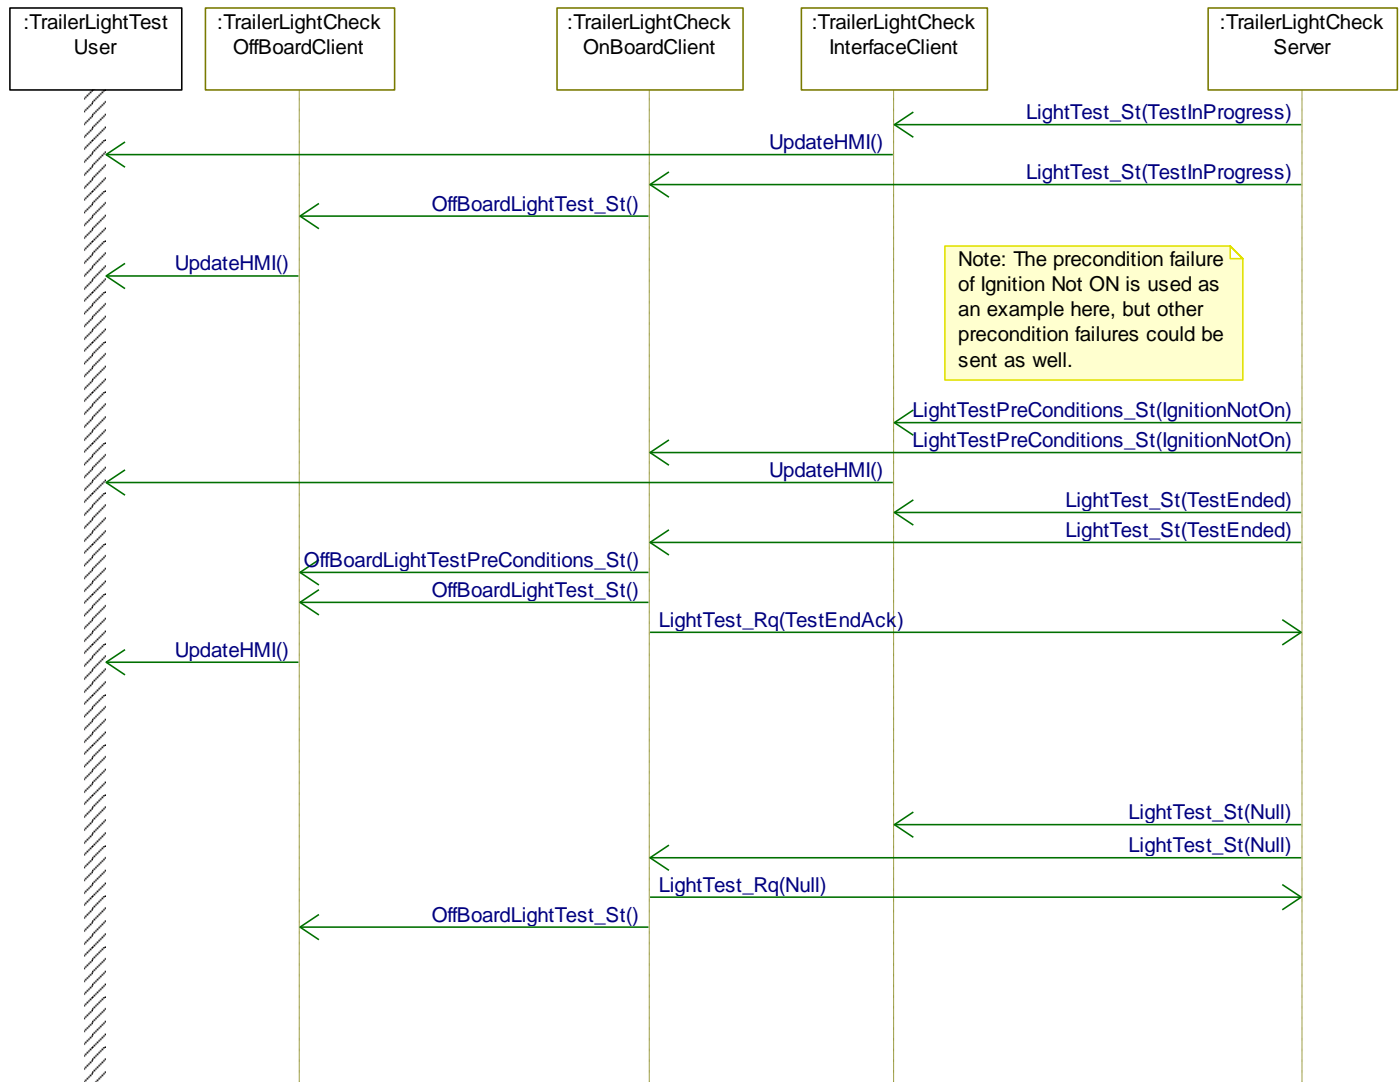 :TrailerLightTest
User
:TrailerLightCheck
OffBoardClient
:TrailerLightCheck
OnBoardClient
:TrailerLightCheck
InterfaceClient
:TrailerLightCheck
Server
LightTest_St(TestInProgress)
UpdateHMI()
LightTest_St(TestInProgress)
OffBoardLightTest_St()
UpdateHMI()
Note: The precondition failure
of Ignition Not ON is used as
an example here, but other
precondition failures could be
sent as well.
LightTestPreConditions_St(IgnitionNotOn)
LightTestPreConditions_St(IgnitionNotOn)
UpdateHMI()
LightTest_St(TestEnded)
LightTest_St(TestEnded)
OffBoardLightTestPreConditions_St()
OffBoardLightTest_St()
LightTest_Rq(TestEndAck)
UpdateHMI()
LightTest_St(Null)
LightTest_St(Null)
LightTest_Rq(Null)
OffBoardLightTest_St()